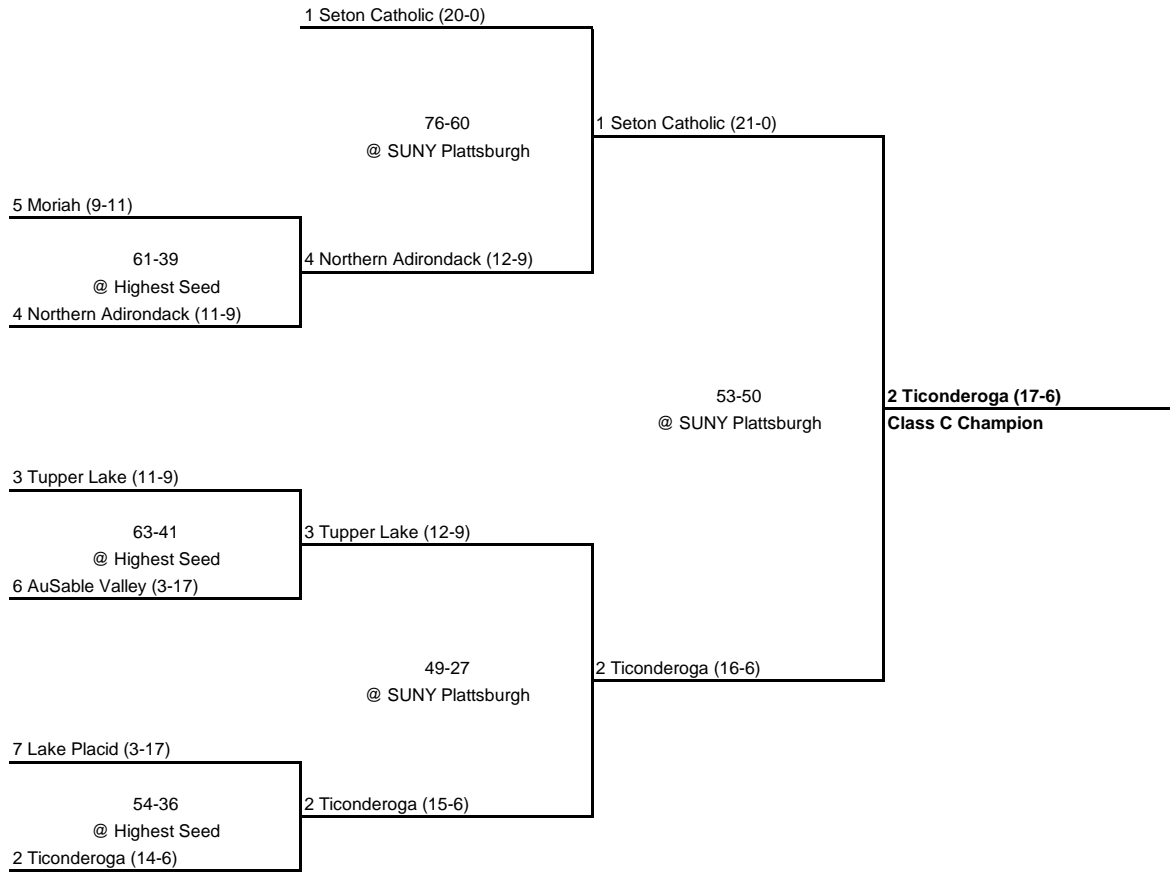 1 Seton Catholic (20-0)
76-60
@ SUNY Plattsburgh
1 Seton Catholic (21-0)
5 Moriah (9-11)
61-39
@ Highest Seed
4 Northern Adirondack (12-9)
4 Northern Adirondack (11-9)
53-50
@ SUNY Plattsburgh
2 Ticonderoga (17-6)
Class C Champion
3 Tupper Lake (11-9)
63-41
@ Highest Seed
3 Tupper Lake (12-9)
6 AuSable Valley (3-17)
49-27
@ SUNY Plattsburgh
2 Ticonderoga (16-6)
7 Lake Placid (3-17)
54-36
@ Highest Seed
2 Ticonderoga (15-6)
2 Ticonderoga (14-6)